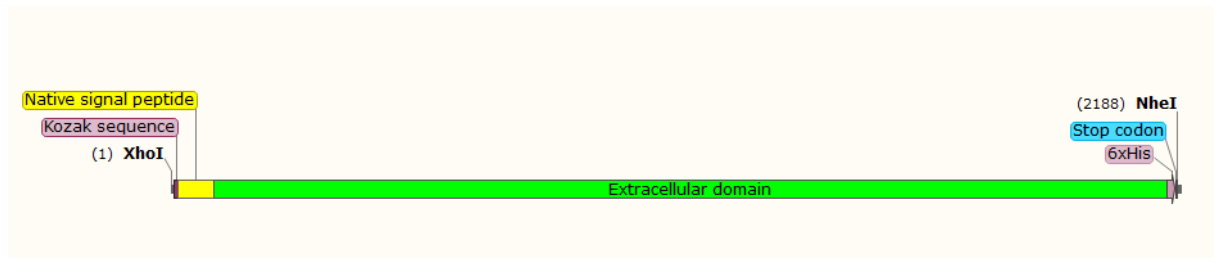 Native signal peptide
Kozak sequence
(1) XhoI
(2188) NheI
Stop codon
6xHis
Extracellular domain